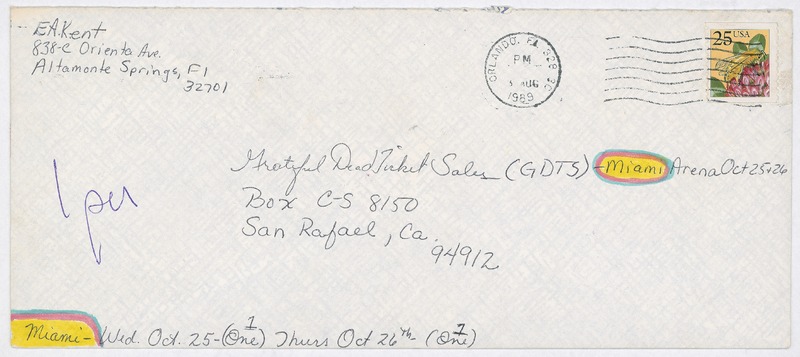 E.A.Kent
838-C Orienta Ave.
Altamonte Springs, Fl
32701
ORLANDO, FL 328
PM
AUG
1989
25 USA
Grateful Dead Ticket Sales (GDTS) - Miami Arena Oct 25+26
Box C-S 8150
San Rafael, Ca.
94912
1 per
Miami - Wed. Oct. 25 - (One) 1 Thurs Oct 26th - (One) 1